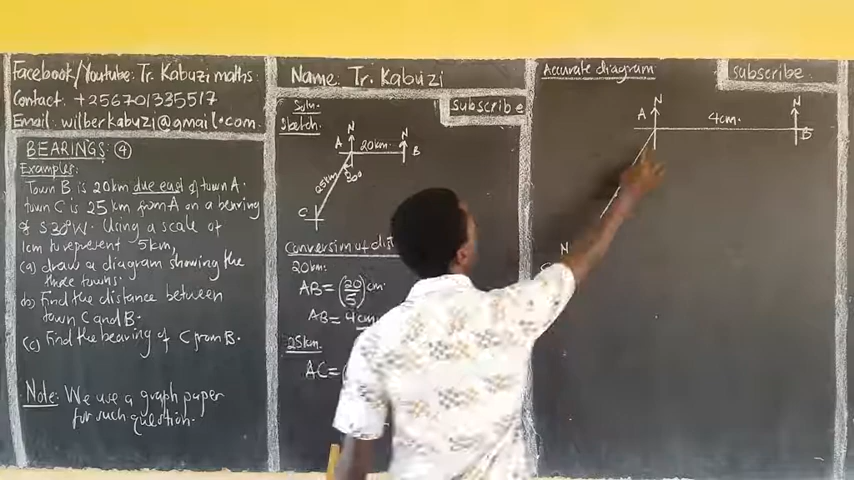 Facebook/Youtube: Tr. Kabuzi maths
Contact: +256701335517
Email: wilberkabuzi@gmail.com
BEARINGS ④
Examples
Town B is 20km due east of town A.
town C is 25 km from A on a bearing
of S30°W. Using a scale of
1cm to represent 5km,
(a) draw a diagram showing the
three towns.
(b) Find the distance between
town C and B.
(c) Find the bearing of C from B.
Note: We use a graph paper
for such question.
Name: Tr. Kabuzi
subscribe
Soln.
Sketch.
N
N
A
20km
B
25km
30°
C
Conversion of
20km
AB = (20/5) cm
AB = 4cm
25km
AC =
Accurate diagram
subscribe
N
N
A
4cm
B
N